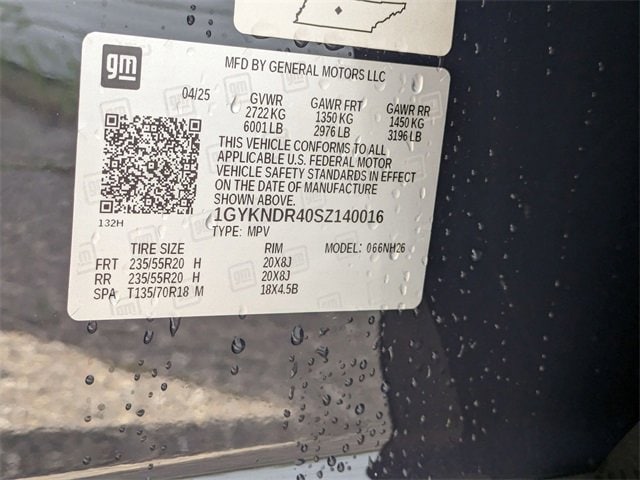 gm
MFD BY GENERAL MOTORS LLC
04/25 GVWR GAWR FRT GAWR RR
2722 KG 1350 KG 1450 KG
6001 LB 2976 LB 3196 LB
THIS VEHICLE CONFORMS TO ALL
APPLICABLE U.S. FEDERAL MOTOR
VEHICLE SAFETY STANDARDS IN EFFECT
ON THE DATE OF MANUFACTURE
SHOWN ABOVE.
1GYKNDR40SZ140016
132H
TYPE: MPV
TIRE SIZE RIM MODEL: 066NH26
FRT 235/55R20 H 20X8J
RR 235/55R20 H 20X8J
SPA T135/70R18 M 18X4.5B